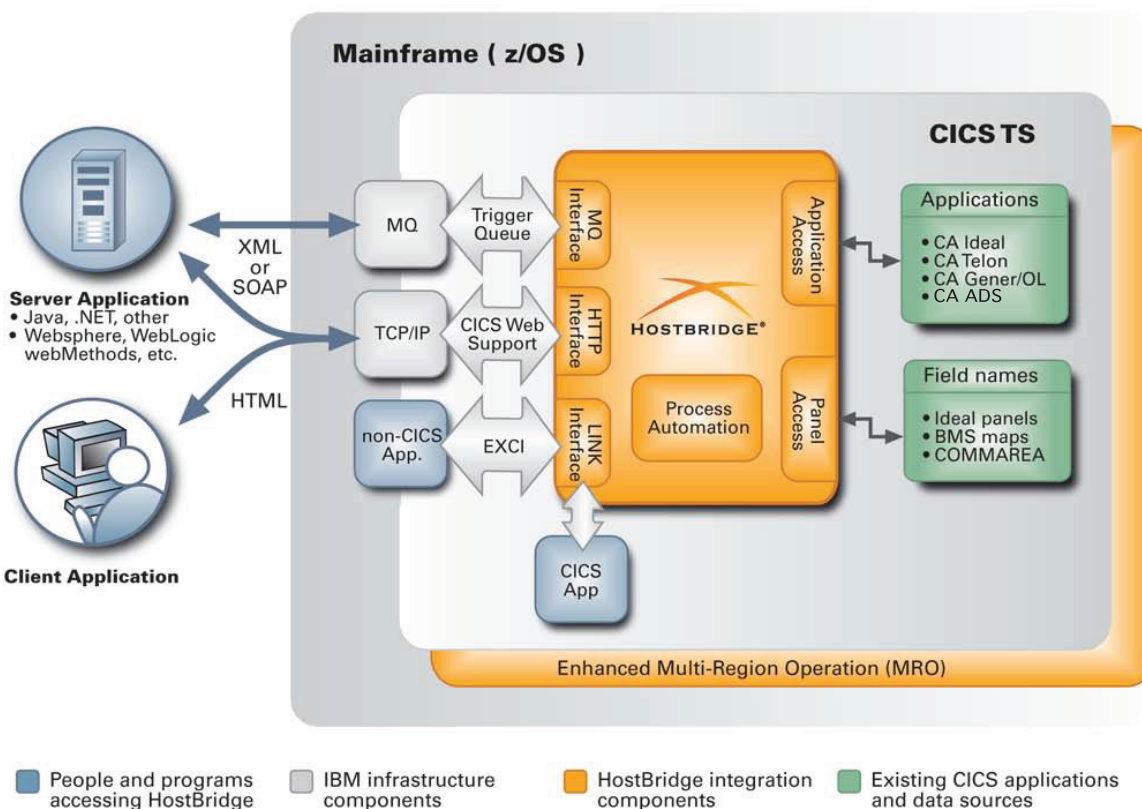 Mainframe ( z/OS )
CICS TS
MQ
Trigger
Queue
MQ
Interface
Application
Access
Applications
• CA Ideal
• CA Telon
• CA Gener/OL
• CA ADS
XML
or
SOAP
Server Application
• Java, .NET, other
• Websphere, WebLogic
webMethods, etc.
TCP/IP
CICS Web
Support
HTTP
Interface
HOSTBRIDGE®
HTML
non-CICS
App.
EXCI
LINK
Interface
Process
Automation
Panel
Access
Field names
• Ideal panels
• BMS maps
• COMMAREA
Client Application
CICS
App
Enhanced Multi-Region Operation (MRO)
People and programs
accessing HostBridge
IBM infrastructure
components
HostBridge integration
components
Existing CICS applications
and data source